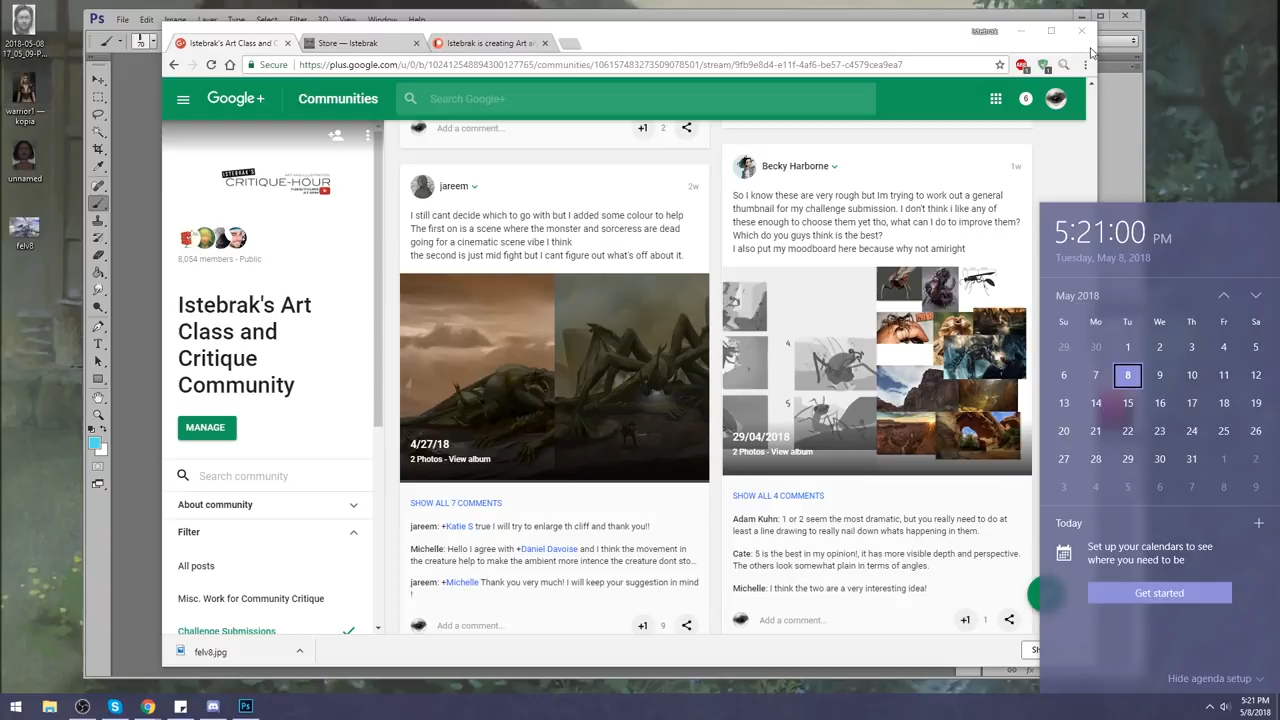 2018-05-08
warrior1 —
kopia
unnamed
felv8
Ps
File
Edit
70
Istebrak's Art Class and C
Store — Istebrak
Istebrak is creating Art a
Istebrak
Secure
https://plus.google.com/u/0/b/100412548894300127765/communities/106157483273509078501/stream/9fb9e8d4-e11f-4af6-be57-c4579ea9ea7
Google+
Communities
Search Google+
6
ISTEBRAK'S
CRITIQUE-HOUR
8,054 members - Public
Istebrak's Art
Class and
Critique
Community
MANAGE
Search community
About community
Filter
All posts
Misc. Work for Community Critique
Challenge Submissions
Add a comment...
+1
2
jareem
2w
I still cant decide which to go with but I added some colour to help
The first on is a scene where the monster and sorceress are dead
going for a cinematic scene vibe I think
the second is just mid fight but I cant figure out what's off about it.
4/27/18
2 Photos - View album
SHOW ALL 7 COMMENTS
jareem: +Katie S true I will try to enlarge th cliff and thank you!!
Michelle: Hello I agree with +Daniel Davoise and I think the movement in
the creature help to make the ambient more intence the creature dont sto...
jareem: +Michelle Thank you very much! I will keep your suggestion in mind
!
Add a comment...
+1
9
Becky Harborne
1w
So I know these are very rough but Im trying to work out a general
thumbnail for my challenge submission. I don't think i like any of
these enough to choose them yet tho, what can i do to improve them?
Which do you guys think is the best?
I also put my moodboard here because why not amiright
4
5
29/04/2018
2 Photos - View album
SHOW ALL 4 COMMENTS
Adam Kuhn: 1 or 2 seem the most dramatic, but you really need to do at
least a line drawing to really nail down whats happening in them.
Cate: 5 is the best in my opinion!, it has more visible depth and perspective.
The others look somewhat plain in terms of angles.
Michelle: I think the two are a very interesting idea!
Add a comment...
+1
1
felv8.jpg
5:21:00 PM
Tuesday, May 8, 2018
May 2018
Su Mo Tu We Th Fr Sa
29 30 1 2 3 4 5
6 7 8 9 10 11 12
13 14 15 16 17 18 19
20 21 22 23 24 25 26
27 28 29 30 31 1 2
3 4 5 6 7 8 9
Today
Set up your calendars to see
where you need to be
Get started
Hide agenda setup
Ps
5:21 PM
5/8/2018